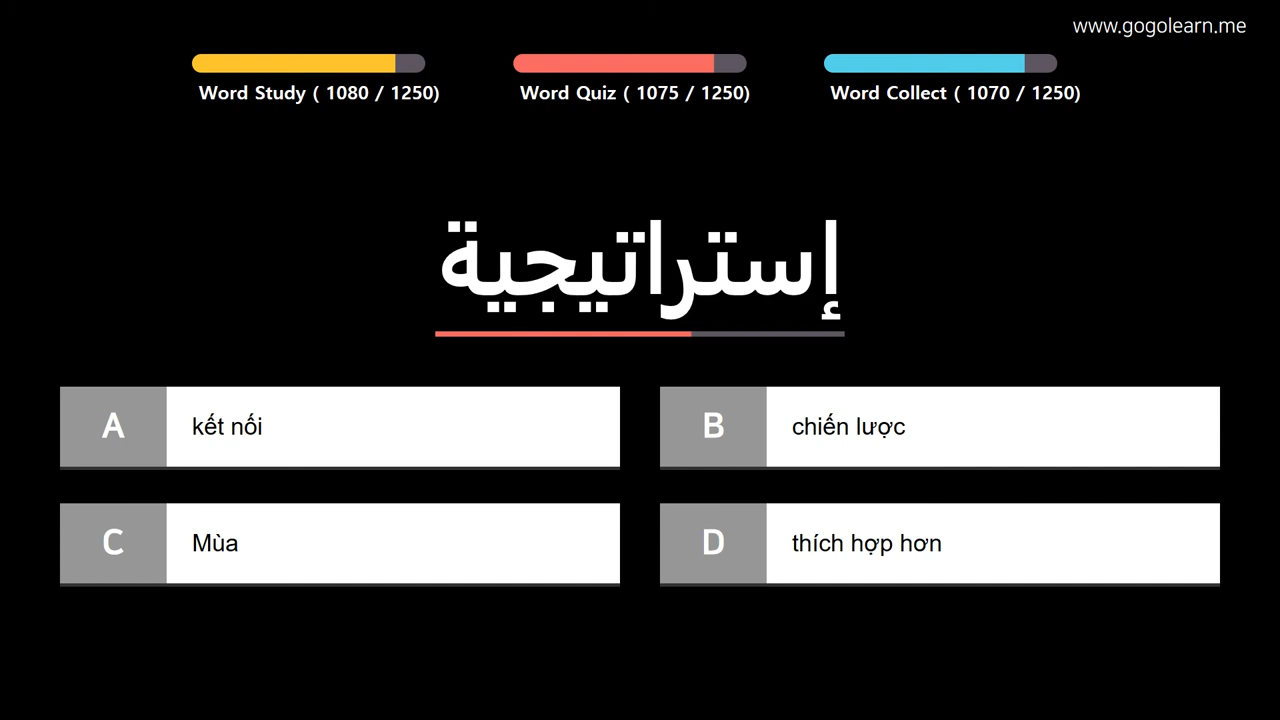 www.gogolearn.me
Word Study ( 1080 / 1250)
Word Quiz ( 1075 / 1250)
Word Collect ( 1070 / 1250)
إستراتيجية
A
kết nối
B
chiến lược
C
Mùa
D
thích hợp hơn